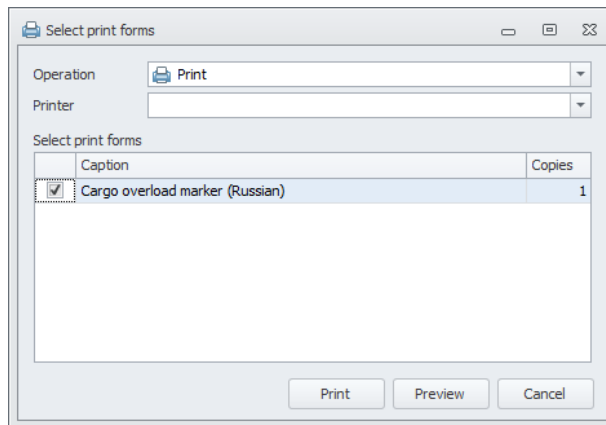 Select print forms
Operation Print
Printer
Select print forms
Caption Copies
Cargo overload marker (Russian) 1
Print Preview Cancel